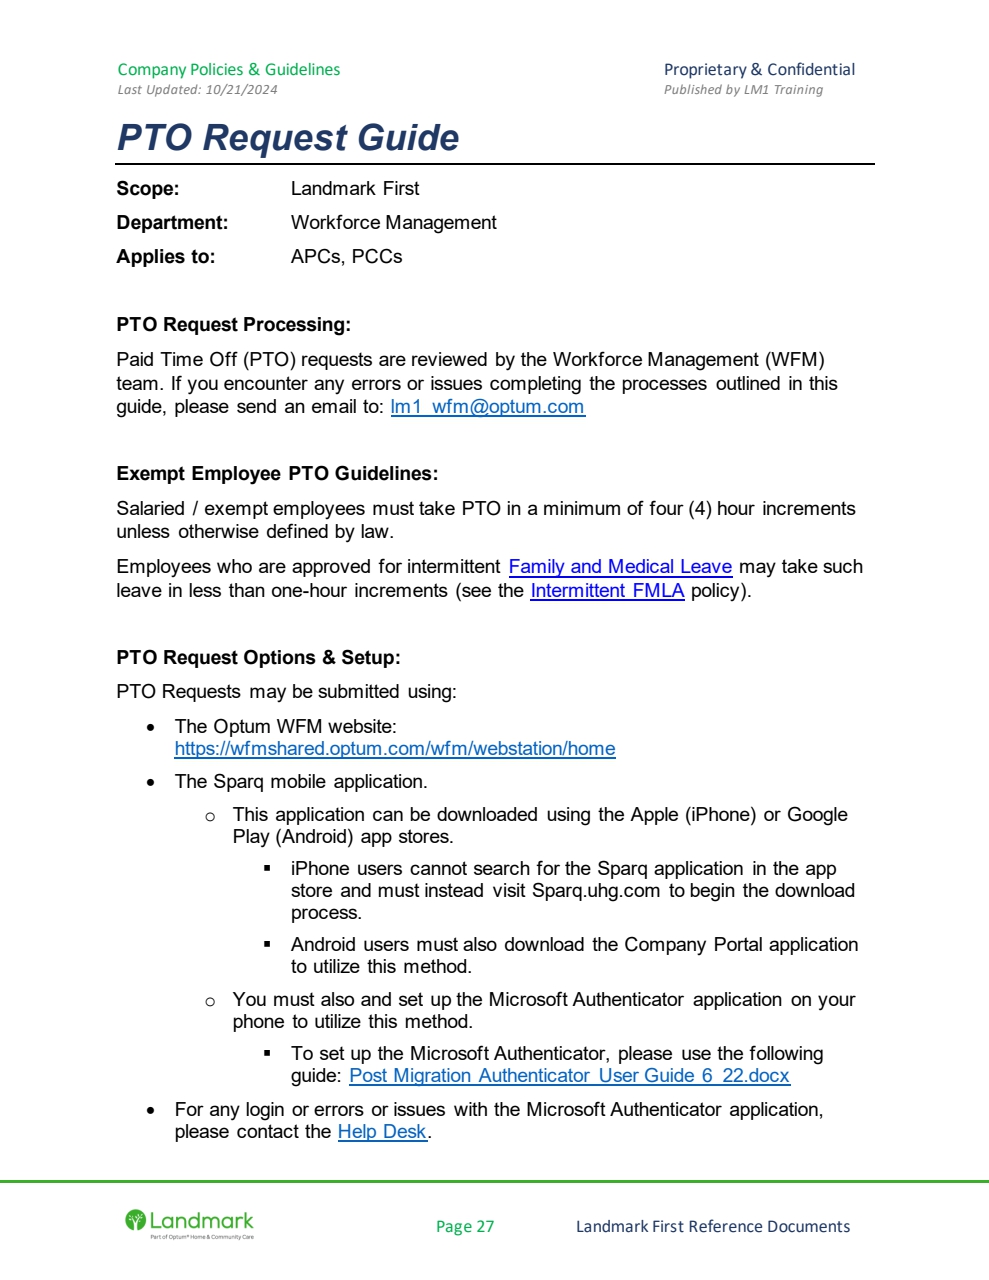 Company Policies & Guidelines
Proprietary & Confidential
Last Updated: 10/21/2024
Published by LM1 Training
PTO Request Guide
Scope: Landmark First
Department: Workforce Management
Applies to: APCs, PCCs
PTO Request Processing:
Paid Time Off (PTO) requests are reviewed by the Workforce Management (WFM)
team. If you encounter any errors or issues completing the processes outlined in this
guide, please send an email to: lm1_wfm@optum.com
Exempt Employee PTO Guidelines:
Salaried / exempt employees must take PTO in a minimum of four (4) hour increments
unless otherwise defined by law.
Employees who are approved for intermittent Family and Medical Leave may take such
leave in less than one-hour increments (see the Intermittent FMLA policy).
PTO Request Options & Setup:
PTO Requests may be submitted using:
• The Optum WFM website:
https://wfmshared.optum.com/wfm/webstation/home
• The Sparq mobile application.
o This application can be downloaded using the Apple (iPhone) or Google
Play (Android) app stores.
▪ iPhone users cannot search for the Sparq application in the app
store and must instead visit Sparq.uhg.com to begin the download
process.
▪ Android users must also download the Company Portal application
to utilize this method.
o You must also and set up the Microsoft Authenticator application on your
phone to utilize this method.
▪ To set up the Microsoft Authenticator, please use the following
guide: Post Migration Authenticator User Guide 6_22.docx
• For any login or errors or issues with the Microsoft Authenticator application,
please contact the Help Desk.
Landmark
Part of Optum® Home & Community Care
Page 27
Landmark First Reference Documents